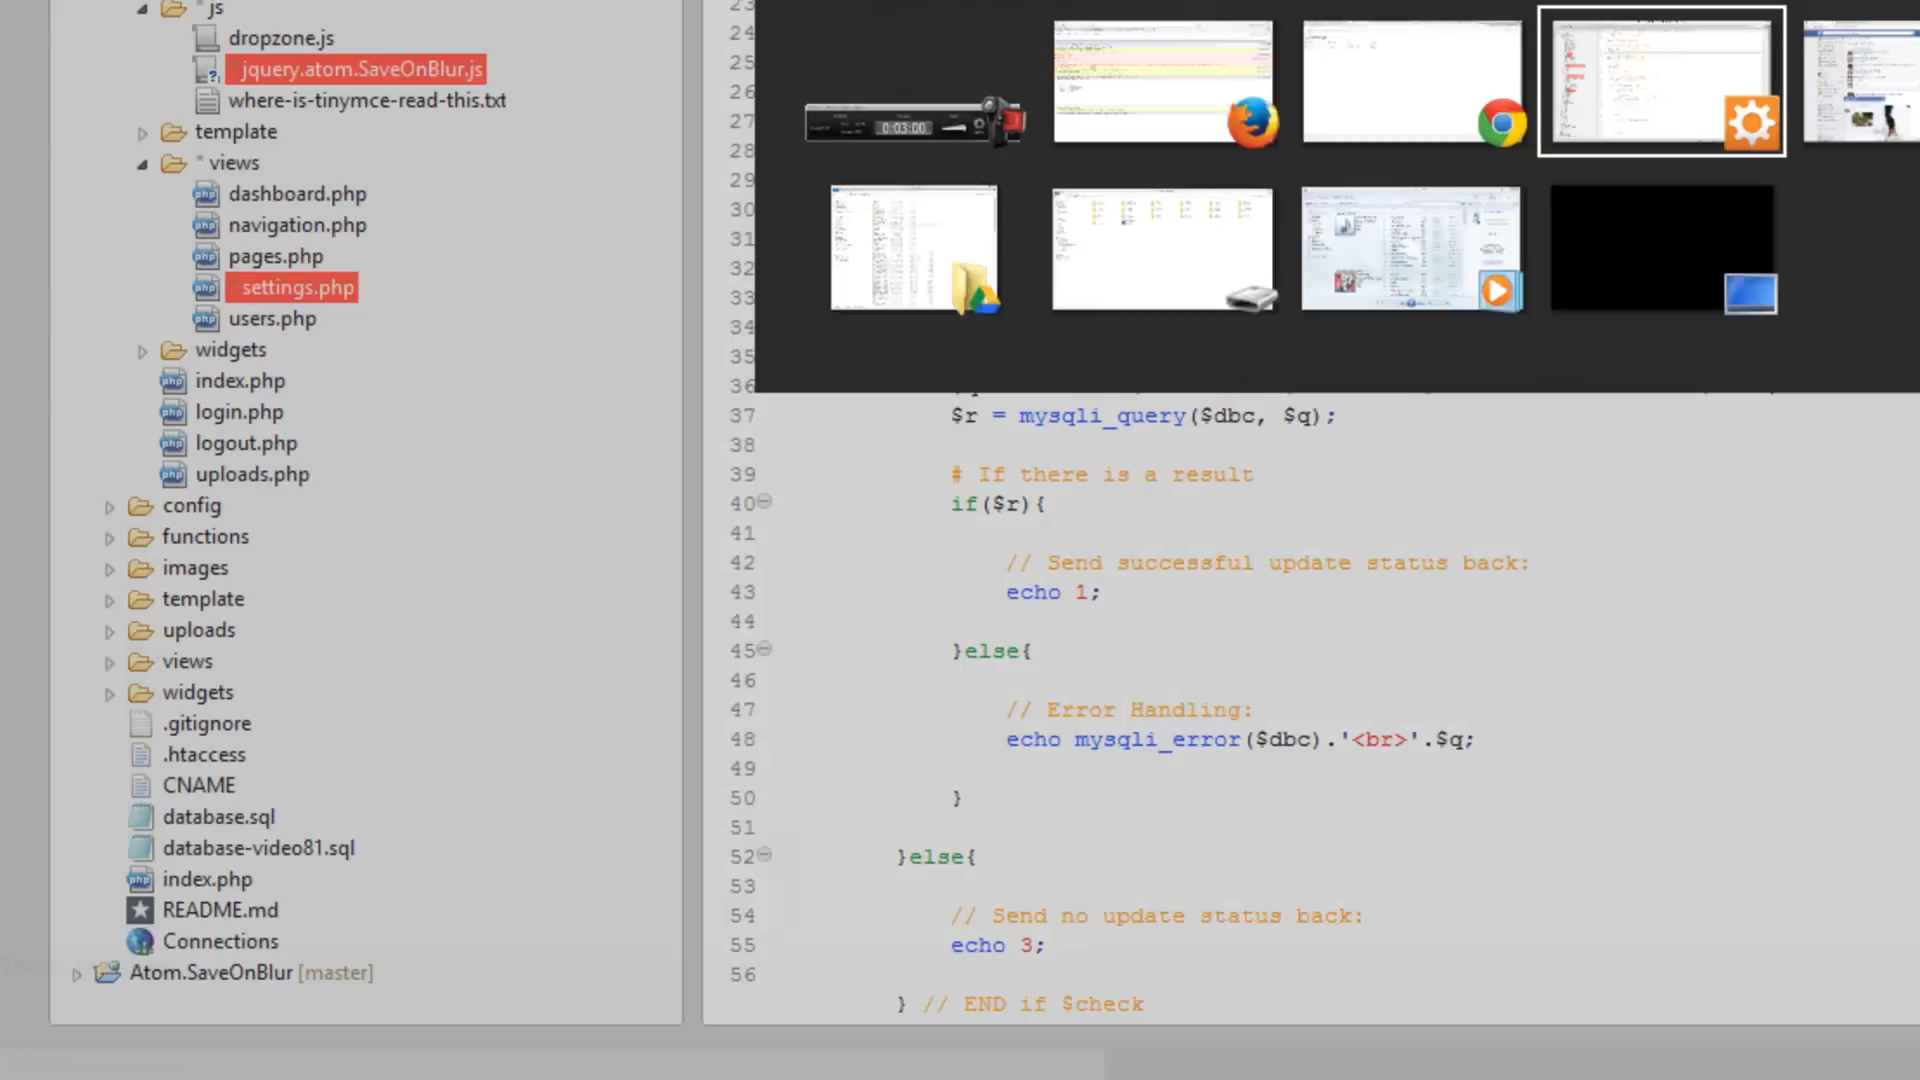 * js
dropzone.js
* jquery.atom.SaveOnBlur.js
where-is-tinymce-read-this.txt
template
* views
dashboard.php
navigation.php
pages.php
* settings.php
users.php
widgets
index.php
login.php
logout.php
uploads.php
config
functions
images
template
uploads
views
widgets
.gitignore
.htaccess
CNAME
database.sql
database-video81.sql
index.php
README.md
Connections
Atom.SaveOnBlur [master]
0:03:00
23
24
25
26
27
28
29
30
31
32
33
34
35
36
37 $r = mysqli_query($dbc, $q);
38
39 # If there is a result
40 if($r){
41
42 // Send successful update status back:
43 echo 1;
44
45 }else{
46
47 // Error Handling:
48 echo mysqli_error($dbc).'<br>'.$q;
49
50 }
51
52 }else{
53
54 // Send no update status back:
55 echo 3;
56
} // END if $check